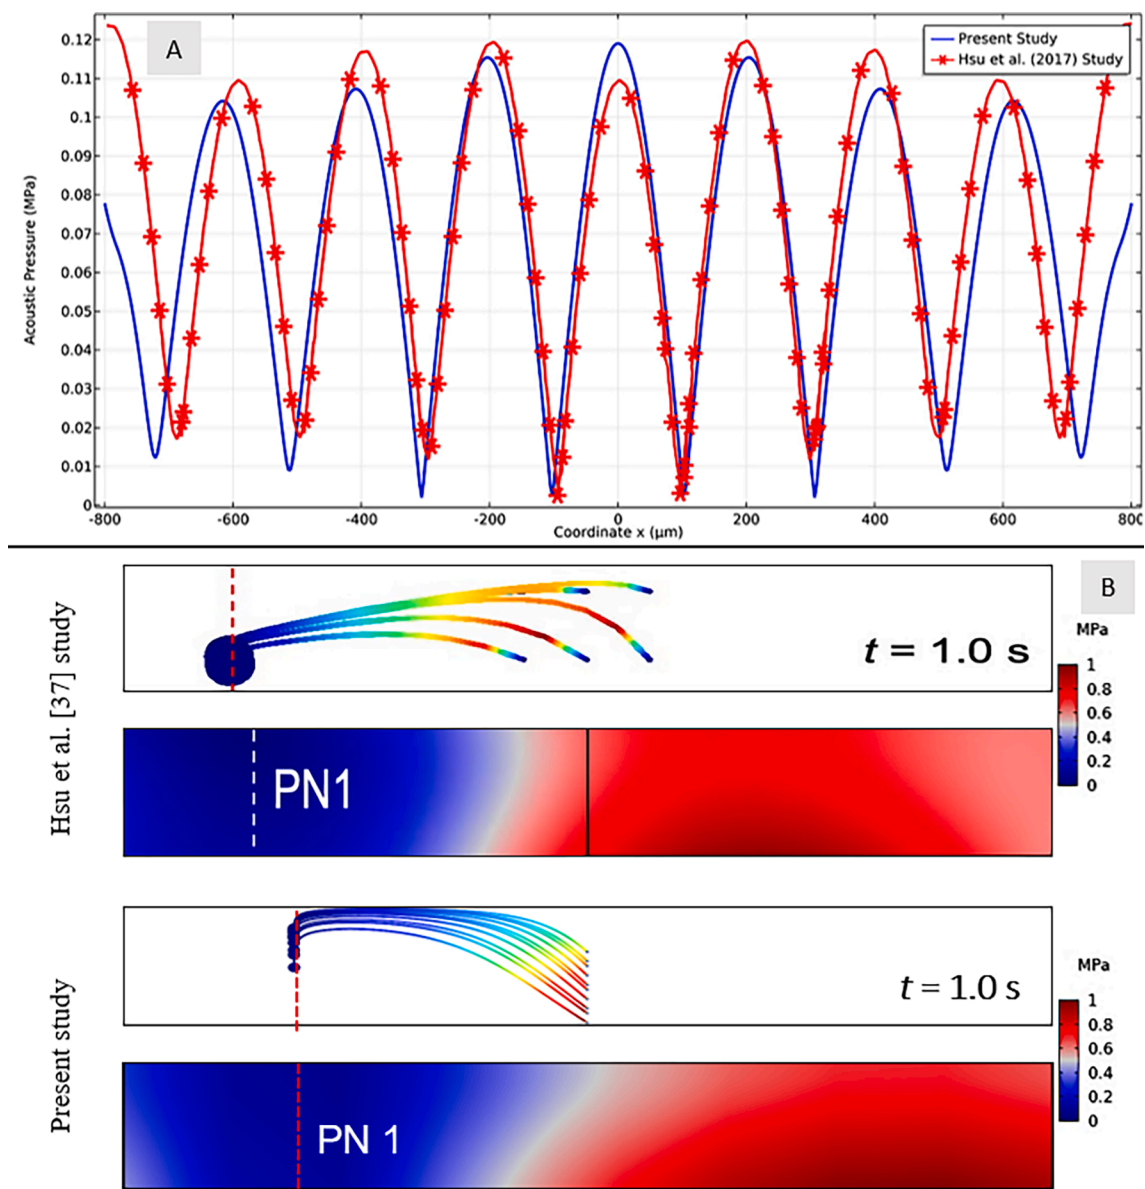 A
Present Study
Hsu et al. (2017) Study
Acoustic Pressure (MPa)
0.12
0.11
0.1
0.09
0.08
0.07
0.06
0.05
0.04
0.03
0.02
0.01
0
-800 -600 -400 -200 0 200 400 600 800
Coordinate x (µm)
B
Hsu et al. [37] study
t = 1.0 s
MPa
1
0.8
0.6
0.4
0.2
0
PN1
Present study
t = 1.0 s
MPa
1
0.8
0.6
0.4
0.2
0
PN 1